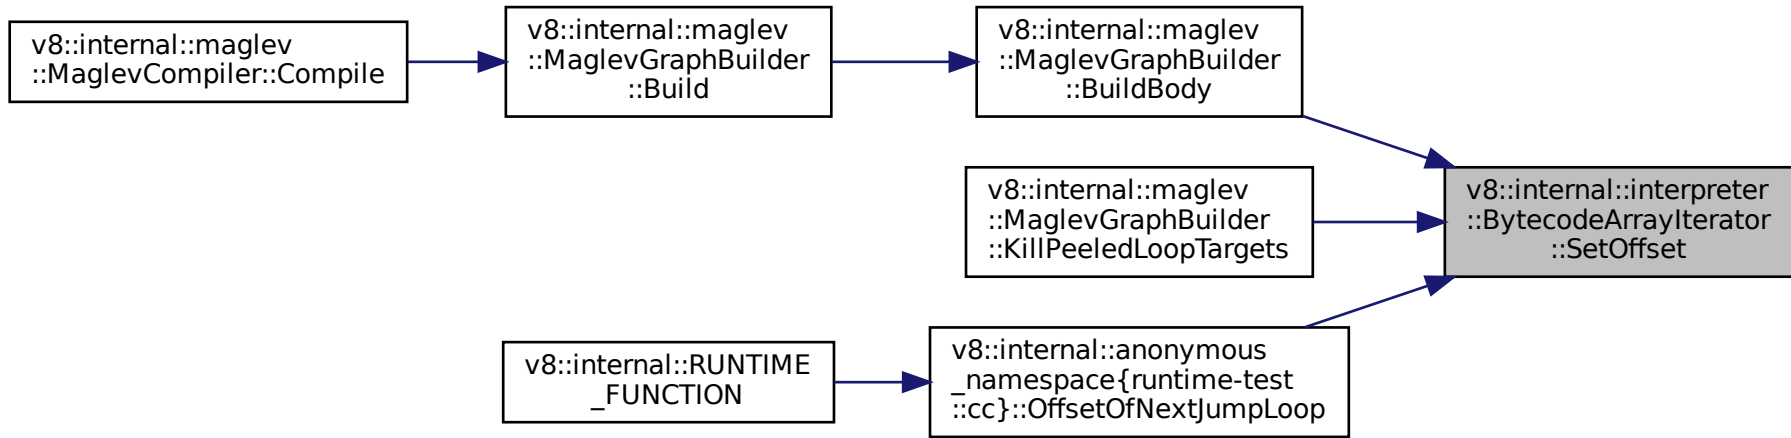 v8::internal::maglev
::MaglevCompiler::Compile
v8::internal::maglev
::MaglevGraphBuilder
::Build
v8::internal::maglev
::MaglevGraphBuilder
::BuildBody
v8::internal::maglev
::MaglevGraphBuilder
::KillPeeledLoopTargets
v8::internal::interpreter
::BytecodeArrayIterator
::SetOffset
v8::internal::RUNTIME
_FUNCTION
v8::internal::anonymous
_namespace{runtime-test
::cc}::OffsetOfNextJumpLoop